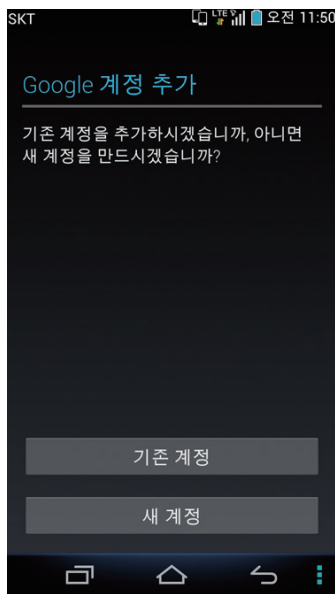 SKT LTE 오전 11:50
Google 계정 추가
기존 계정을 추가하시겠습니까, 아니면
새 계정을 만드시겠습니까?
기존 계정
새 계정